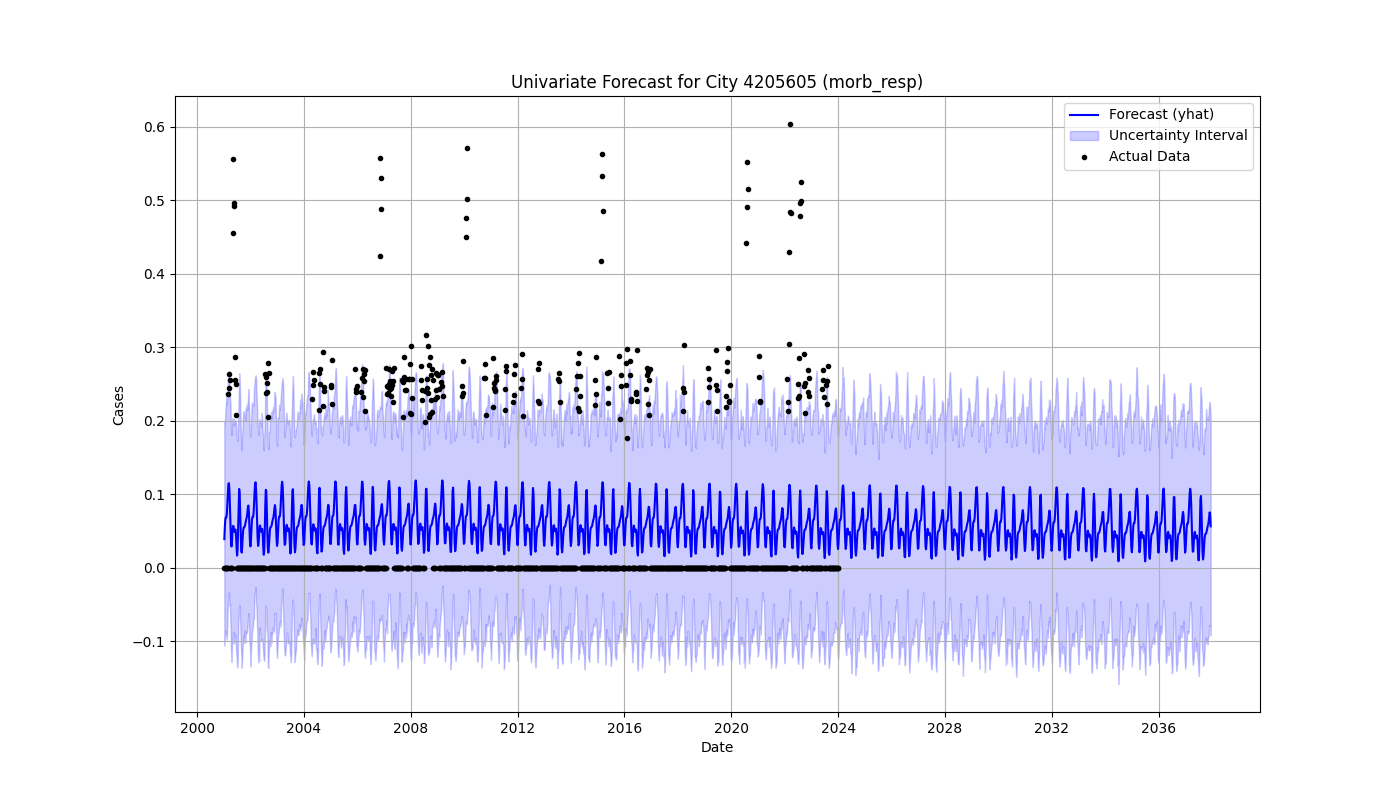 Univariate Forecast for City 4205605 (morb_resp)
Forecast (yhat)
Uncertainty Interval
Actual Data
Cases
0.6
0.5
0.4
0.3
0.2
0.1
0.0
−0.1
2000 2004 2008 2012 2016 2020 2024 2028 2032 2036
Date